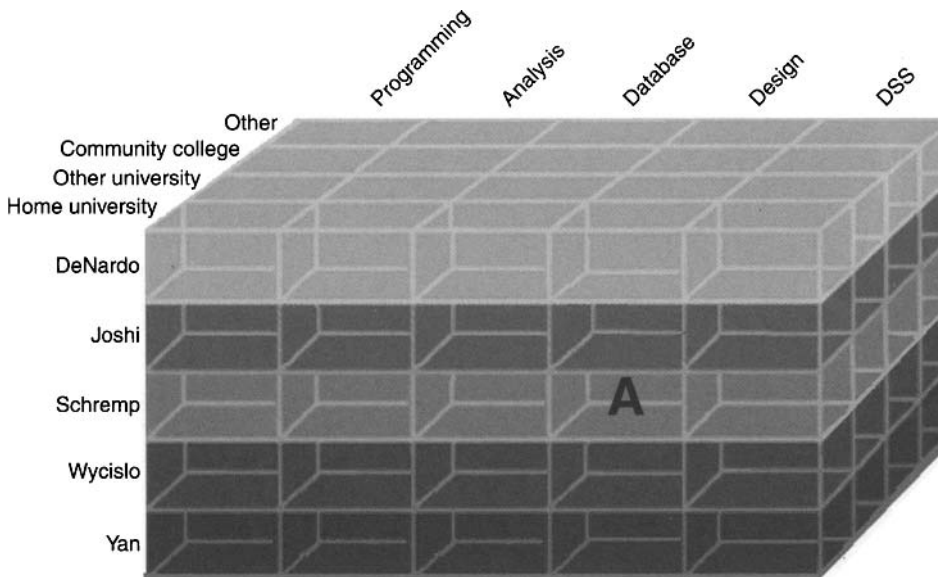 Programming
Analysis
Database
Design
DSS
Other
Community college
Other university
Home university
DeNardo
Joshi
Schremp
A
Wycislo
Yan